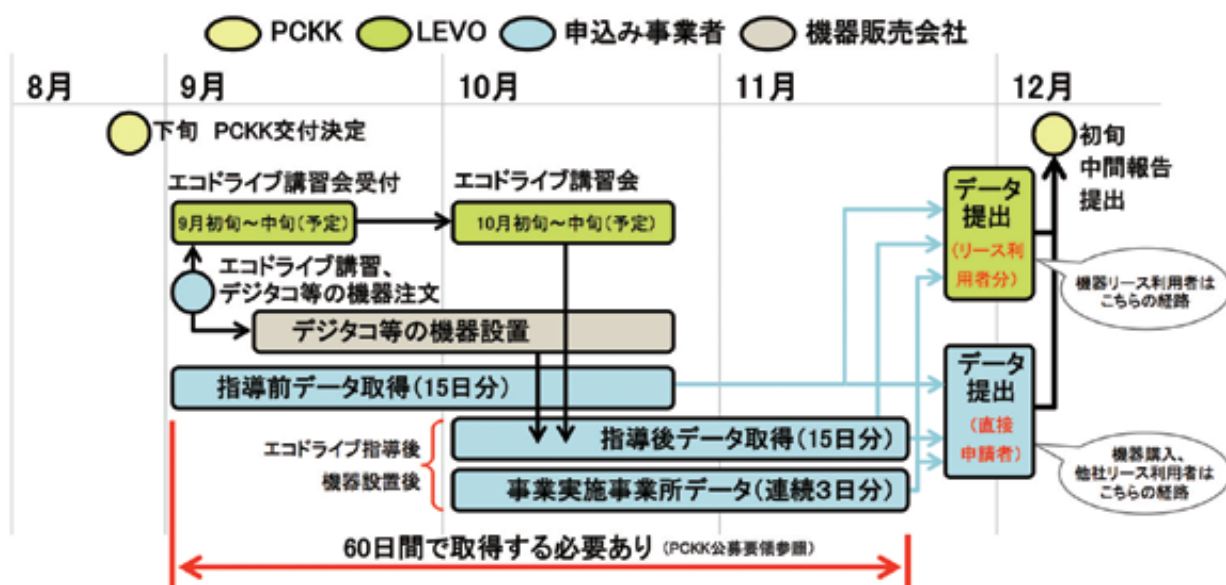 PCKK LEVO 申込み事業者 機器販売会社
8月 9月 10月 11月 12月
下旬 PCKK交付決定
初旬
中間報告
提出
エコドライブ講習会受付
エコドライブ講習会
9月初旬～中旬(予定)
10月初旬～中旬(予定)
データ
提出
(リース利
用者分)
機器リース利用者は
こちらの経路
エコドライブ講習、
デジタコ等の機器注文
デジタコ等の機器設置
指導前データ取得(15日分)
データ
提出
(直接
申請者)
機器購入、
他社リース利用者は
こちらの経路
エコドライブ指導後
機器設置後
指導後データ取得(15日分)
事業実施事業所データ(連続3日分)
60日間で取得する必要あり (PCKK公募要領参照)